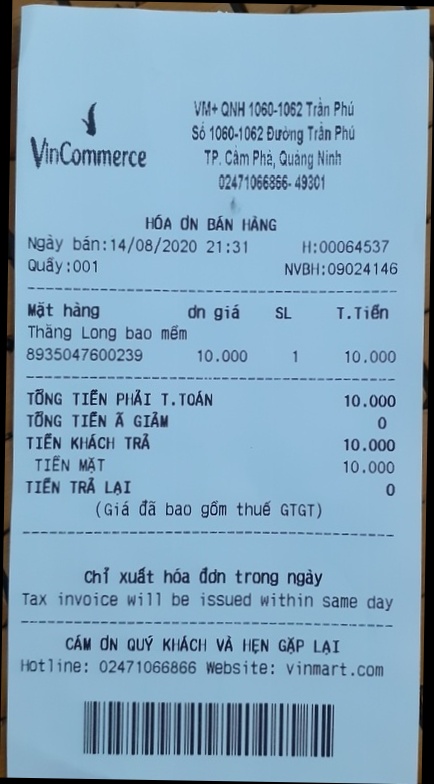 VinCommerce
VM+ QNH 1060-1062 Trần Phú
Số 1060-1062 Đường Trần Phú
TP. Cẩm Phả, Quảng Ninh
02471066866- 49301
HÓA ƠN BÁN HÀNG
Ngày bán:14/08/2020 21:31 H:00064537
Quầy:001 NVBH:09024146
Mặt hàng ơn giá SL T.Tiền
Thăng Long bao mềm
8935047600239 10.000 1 10.000
TỔNG TIỀN PHẢI T.TOÁN 10.000
TỔNG TIỀN Ã GIẢM 0
TIỀN KHÁCH TRẢ 10.000
TIỀN MẶT 10.000
TIỀN TRẢ LẠI 0
(Giá đã bao gồm thuế GTGT)
Chỉ xuất hóa đơn trong ngày
Tax invoice will be issued within same day
CẢM ƠN QUÝ KHÁCH VÀ HẸN GẶP LẠI
Hotline: 02471066866 Website: vinmart.com